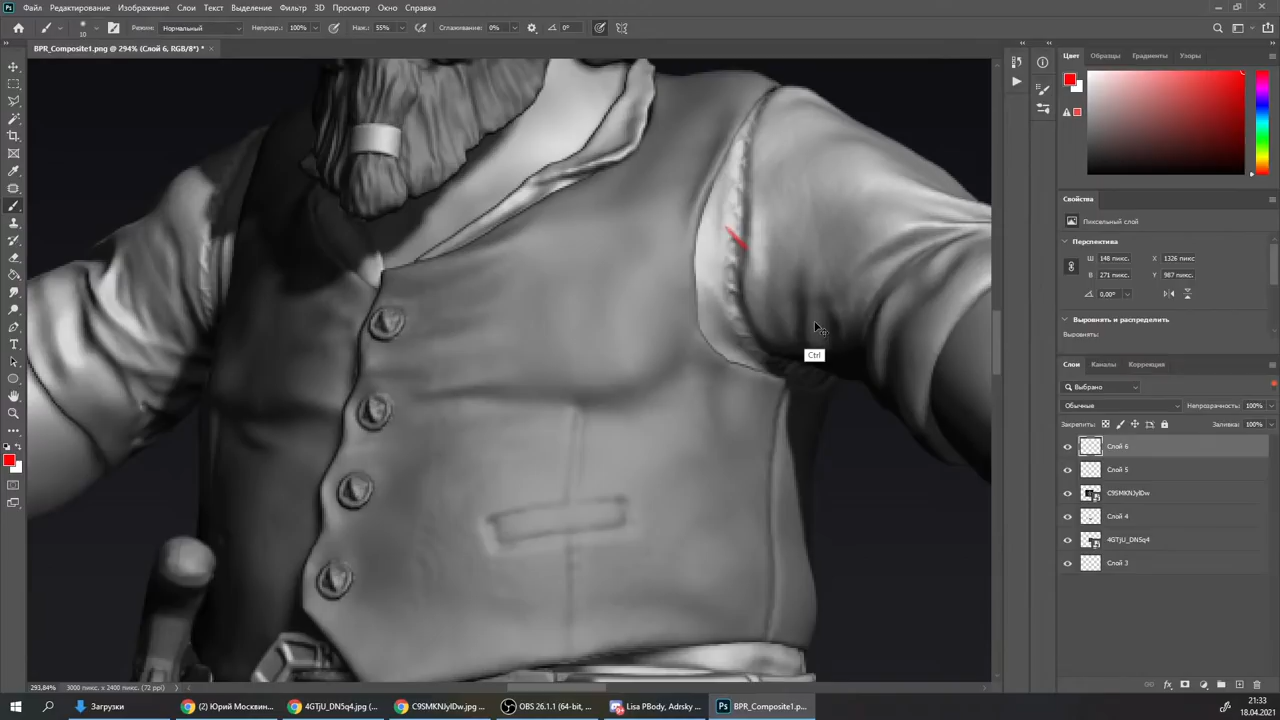 Файл Редактирование Изображение Слои Текст Выделение Фильтр 3D Просмотр Окно Справка
10 Режим: Нормальный Непрозр.: 100% Наж.: 55% Сглаживание: 0% 0°
BPR_Composite1.png @ 294% (Слой 6, RGB/8*) * ×
Цвет Образцы Градиенты Узоры
Свойства
Пиксельный слой
Перспектива
Ш 148 пикс. X 1326 пикс
В 271 пикс. Y 987 пикс.
0,00°
Выровнять и распределить
Выровнять:
Ctrl
Слои Каналы Коррекция
Выбрано
Обычные Непрозрачность: 100%
Закрепить: Заливка: 100%
Слой 6
Слой 5
C9SMKNJylDw
Слой 4
4GTjU_DN5q4
Слой 3
293,84% 3000 пикс. x 2400 пикс. (72 ppi)
Загрузки
(2) Юрий Москвин...
4GTjU_DN5q4.jpg (...
C9SMKNJylDw.jpg ...
OBS 26.1.1 (64-bit, ...
Lisa PBody, Adrsky ...
BPR_Composite1.p...
21:33
18.04.2021